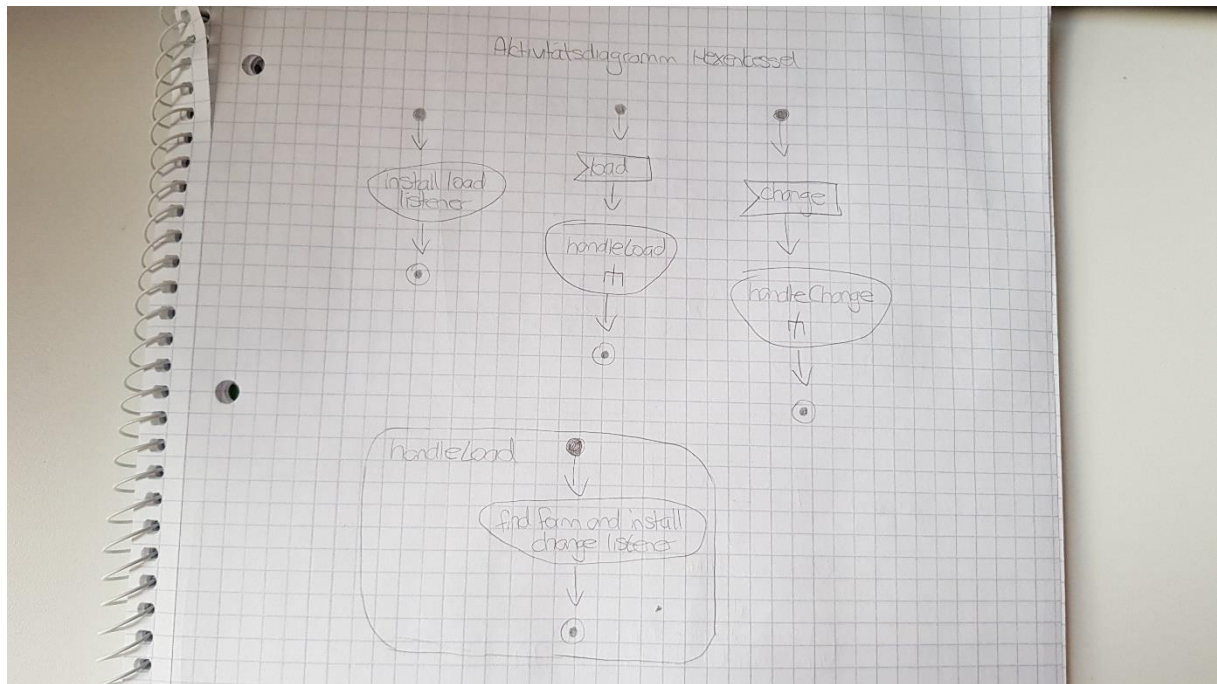 Aktivitätsdiagramm Hexenkessel
install load
listener
load
handleLoad
change
handleChange
handleLoad
find form and install
change listener